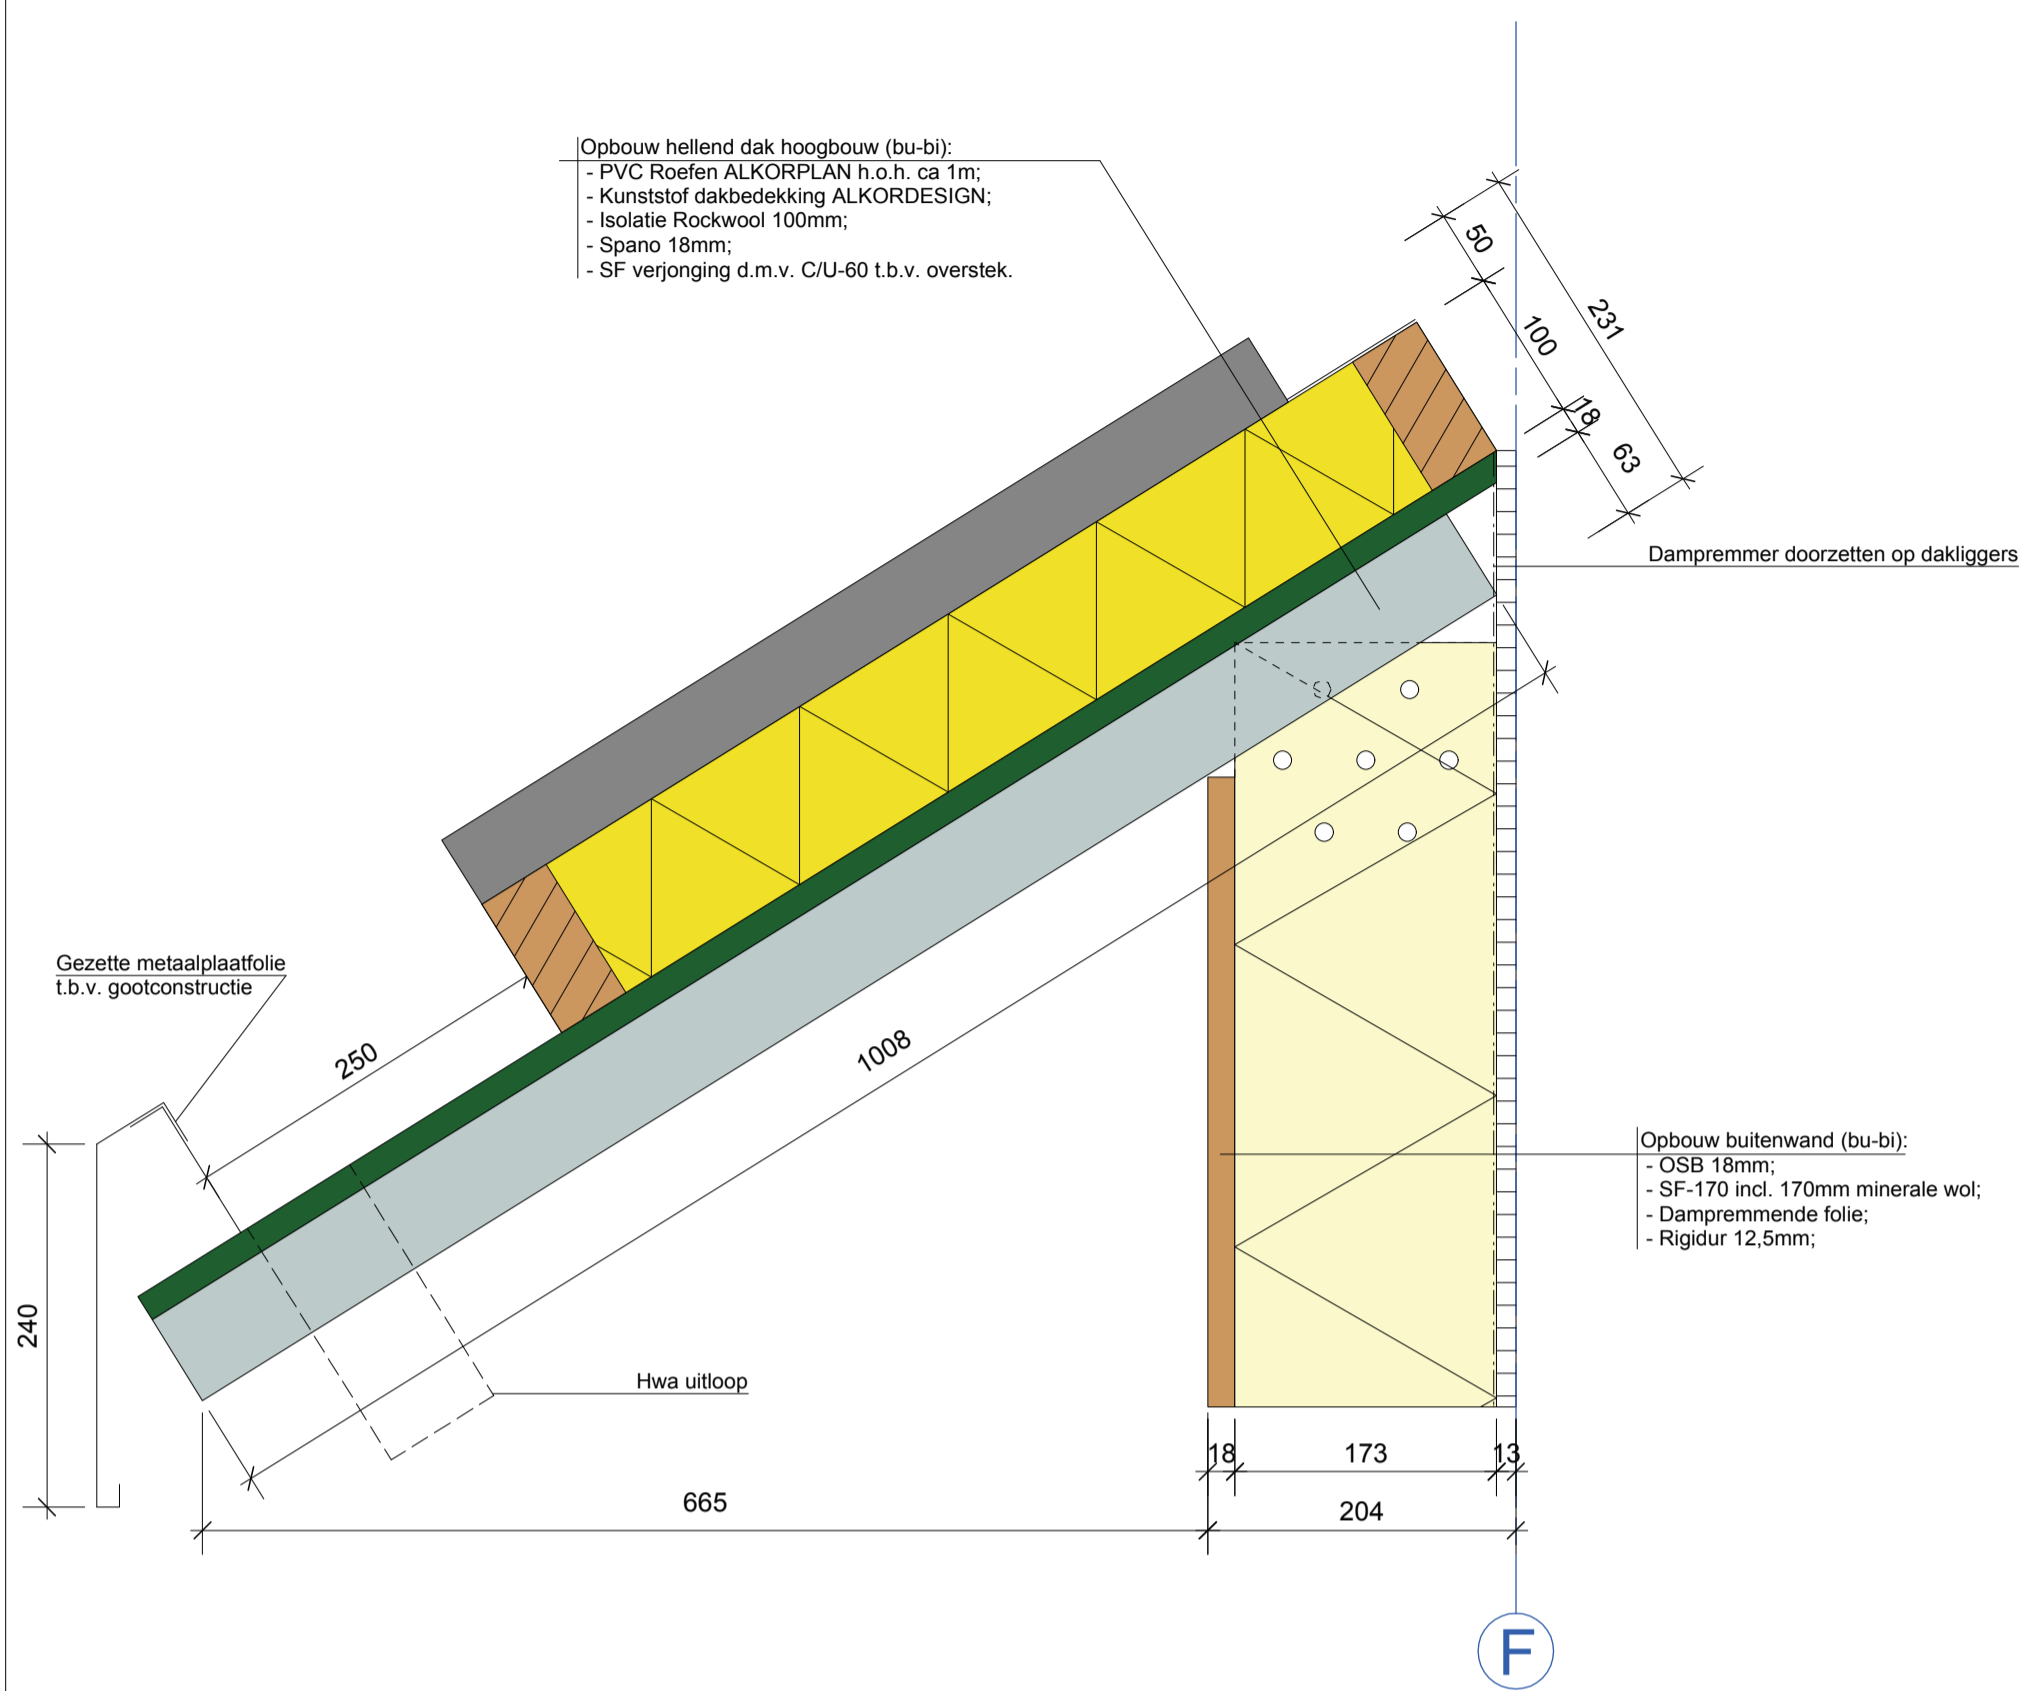 Opbouw hellend dak hoogbouw (bu-bi):
- PVC Roefen ALKORPLAN h.o.h. ca 1m;
- Kunststof dakbedekking ALKORDESIGN;
- Isolatie Rockwool 100mm;
- Spano 18mm;
- SF verjonging d.m.v. C/U-60 t.b.v. overstek.
50
100
18
63
231
Dampremmer doorzetten op dakliggers
Gezette metaalplaatfolie
t.b.v. gootconstructie
250
1008
Opbouw buitenwand (bu-bi):
- OSB 18mm;
- SF-170 incl. 170mm minerale wol;
- Dampremmende folie;
- Rigidur 12,5mm;
240
Hwa uitloop
18
173
13
665
204
F